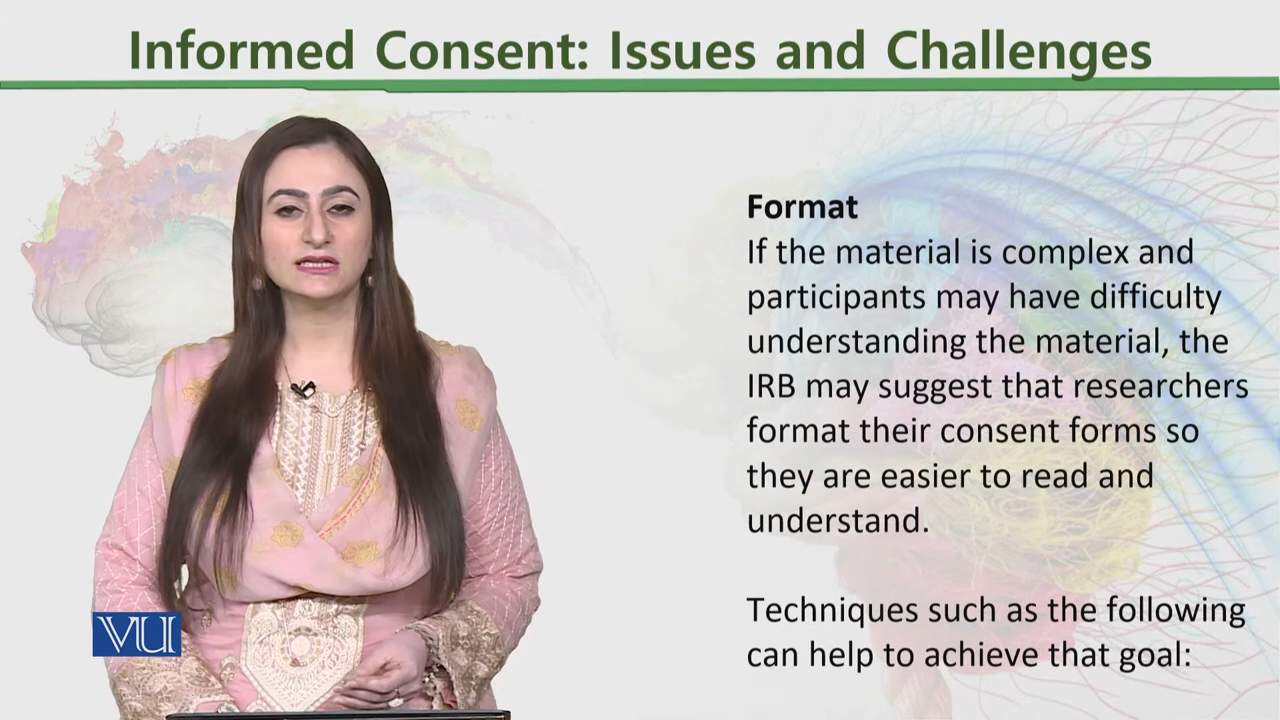 Informed Consent: Issues and Challenges
Format
If the material is complex and
participants may have difficulty
understanding the material, the
IRB may suggest that researchers
format their consent forms so
they are easier to read and
understand.
Techniques such as the following
can help to achieve that goal:
VU